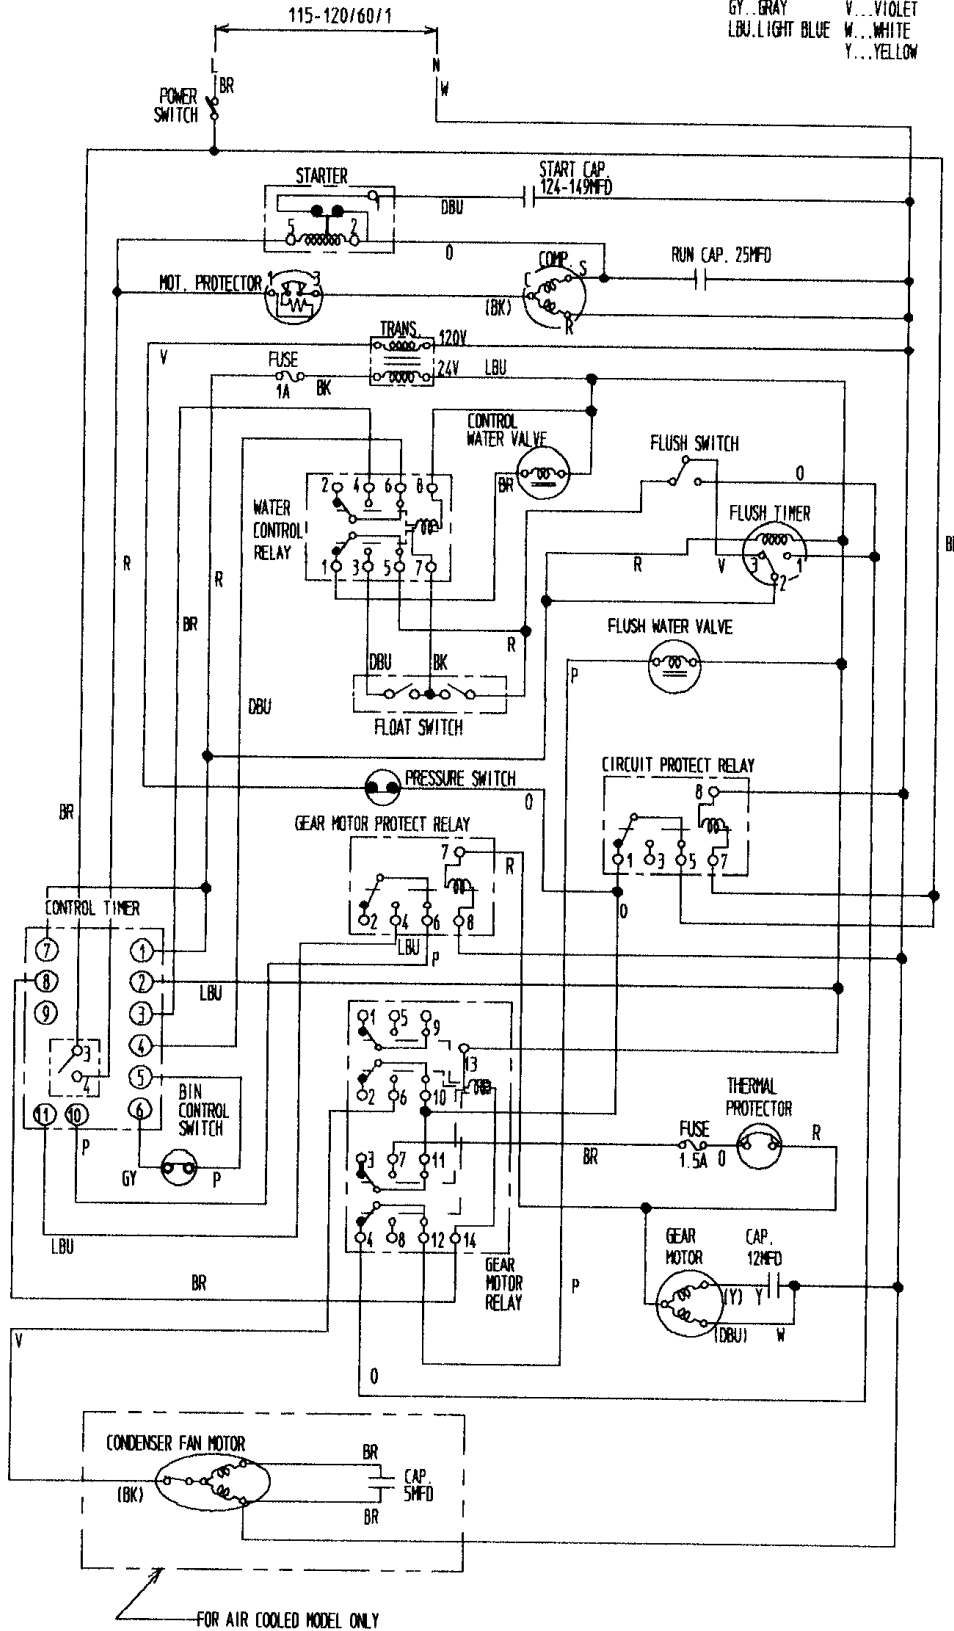 115-120/60/1
GY..GRAY V...VIOLET
LBU.LIGHT BLUE W...WHITE
Y...YELLOW
L
N
BR
W
POWER
SWITCH
STARTER
START CAP.
124-149MFD
DBU
5
2
O
RUN CAP. 25MFD
MOT. PROTECTOR
1
3
COMP.
C
S
R
(BK)
TRANS.
120V
V
FUSE
1A
BK
24V
LBU
CONTROL
WATER VALVE
BR
FLUSH SWITCH
O
WATER
CONTROL
RELAY
2
4
6
8
1
3
5
7
FLUSH TIMER
3
1
2
R
V
R
R
BR
R
DBU
BK
DBU
FLOAT SWITCH
FLUSH WATER VALVE
P
PRESSURE SWITCH
O
CIRCUIT PROTECT RELAY
8
1
3
5
7
BR
GEAR MOTOR PROTECT RELAY
7
R
2
4
6
8
O
LBU
P
CONTROL TIMER
7
1
8
2
LBU
9
3
3
4
4
5
11
10
6
P
BIN
CONTROL
SWITCH
GY
P
LBU
BR
1
5
9
13
2
6
10
3
7
11
4
8
12
14
GEAR
MOTOR
RELAY
BR
FUSE
1.5A
O
THERMAL
PROTECTOR
R
GEAR
MOTOR
CAP.
12MFD
(Y)
Y
(DBU)
W
P
V
O
CONDENSER FAN MOTOR
(BK)
BR
CAP.
5MFD
BR
FOR AIR COOLED MODEL ONLY